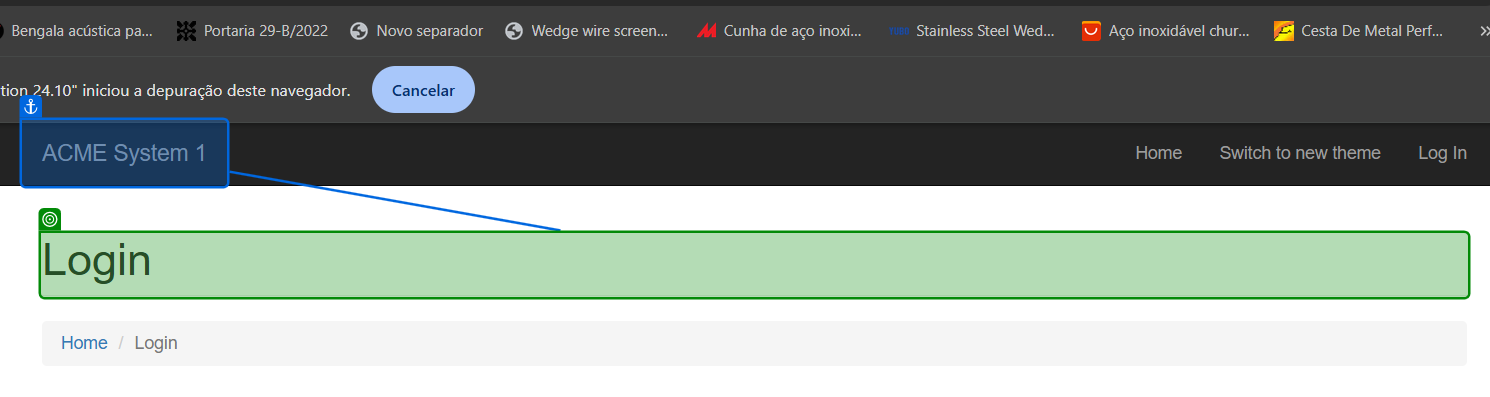 Bengala acústica pa... Portaria 29-B/2022 Novo separador Wedge wire screen... Cunha de aço inoxi... Stainless Steel Wed... Aço inoxidável chur... Cesta De Metal Perf...
tion 24.10" iniciou a depuração deste navegador. Cancelar
ACME System 1 Home Switch to new theme Log In
Login
Home / Login